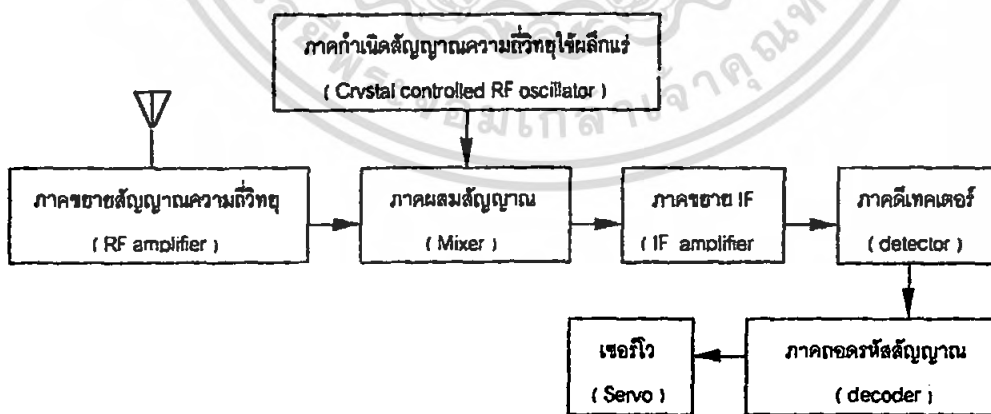 ภาคกำเนิดสัญญาณความถี่วิทยุใช้ผลึกแร่
( Crystal controlled RF oscillator )
ภาคขยายสัญญาณความถี่วิทยุ
( RF amplifier )
ภาคผสมสัญญาณ
( Mixer )
ภาคขยาย IF
( IF amplifier
ภาคดีเทคเตอร์
( detector )
ภาคถอดรหัสสัญญาณ
( decoder )
เซอร์โว
( Servo )